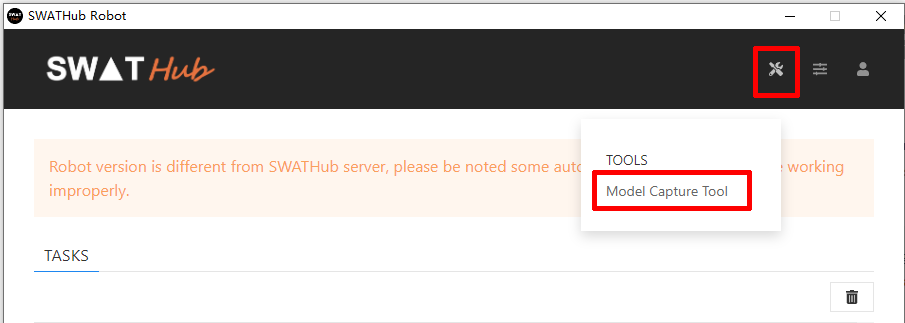 SWATHub Robot
SWAT Hub
TOOLS
Model Capture Tool
Robot version is different from SWATHub server, please be noted some auto e working
improperly.
TASKS